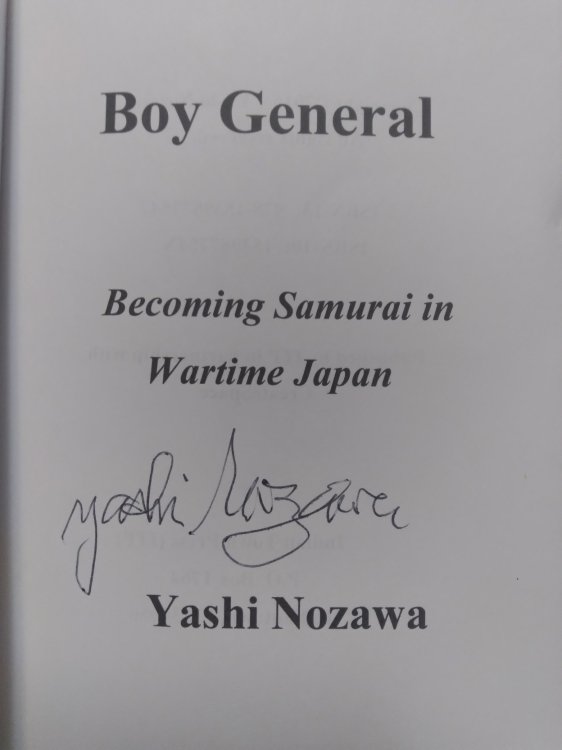 Boy General
Becoming Samurai in
Wartime Japan
Yashi Nozawa
Yashi Nozawa